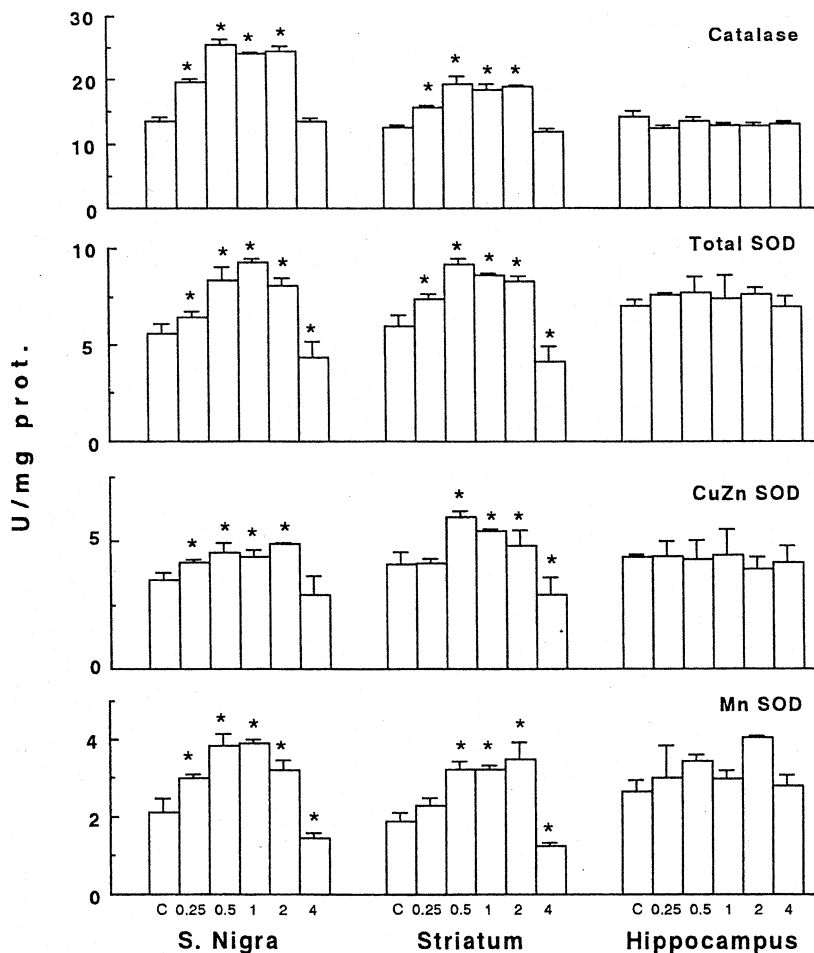 U/mg prot.
Catalase
30
20
10
0
* * * * * * * *
Total SOD
10
5
0
* * * * * * * * * *
CuZn SOD
5
0
* * * * * * * *
Mn SOD
4
2
0
* * * * * * * * *
C 0.25 0.5 1 2 4 C 0.25 0.5 1 2 4 C 0.25 0.5 1 2 4
S. Nigra Striatum Hippocampus